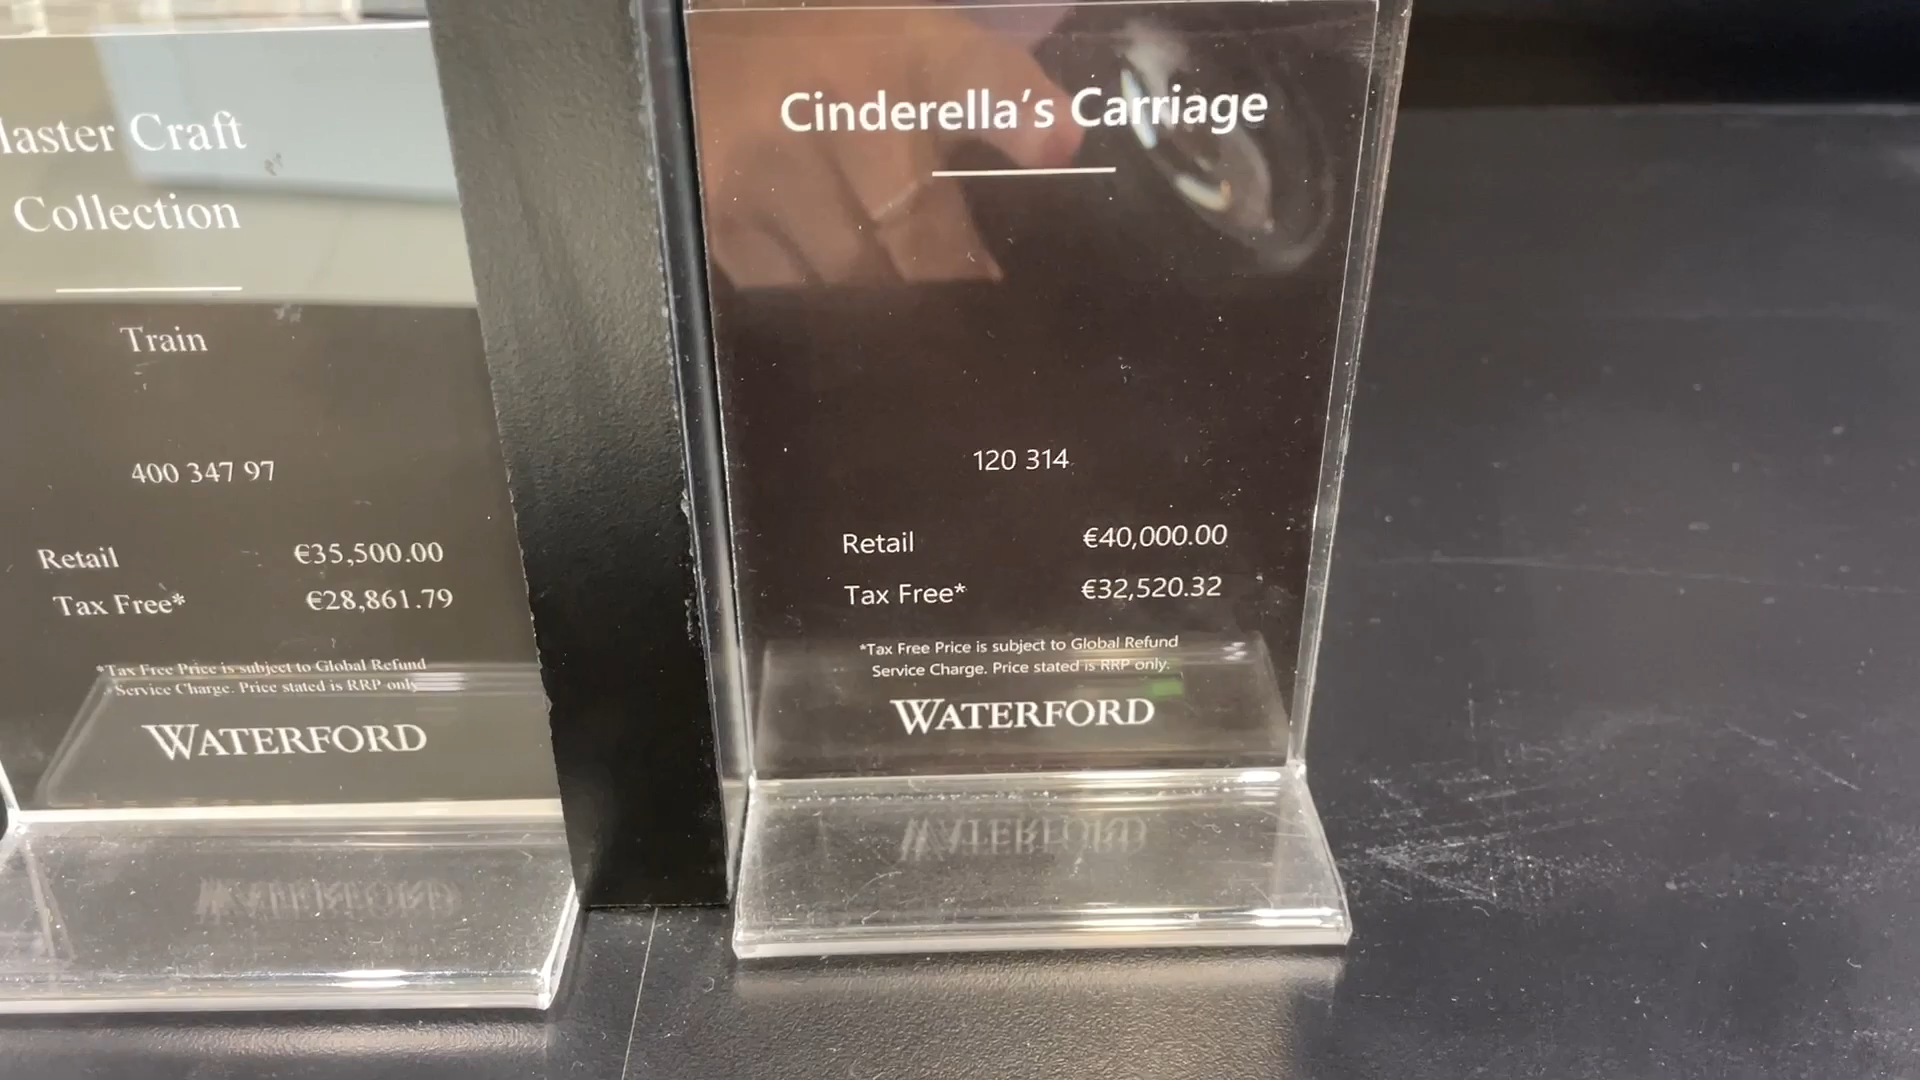 Craft
Collection
Train
400 347 97
Retail €35,500.00
Tax Free* €28,861.79
*Tax Free Price is subject to Global Refund
Service Charge. Price stated is RRP only
WATERFORD
Cinderella's Carriage
120 314
Retail €40,000.00
Tax Free* €32,520.32
*Tax Free Price is subject to Global Refund
Service Charge. Price stated is RRP only.
WATERFORD